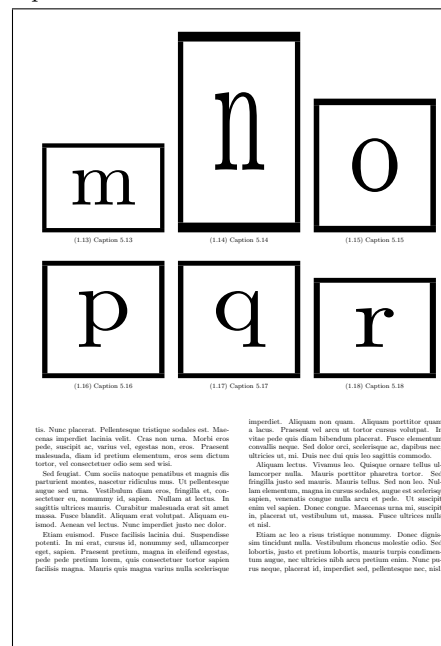 m
n
o
(1.13) Caption 5.13
(1.14) Caption 5.14
(1.15) Caption 5.15
p
q
r
(1.16) Caption 5.16
(1.17) Caption 5.17
(1.18) Caption 5.18
tis. Nunc placerat. Pellentesque tristique sodales est. Mae-
cenas imperdiet lacinia velit. Cras non urna. Morbi eros
pede, suscipit ac, varius vel, egestas non, eros. Praesent
malesuada, diam id pretium elementum, eros sem dictum
tortor, vel consectetuer odio sem sed wisi.
Sed feugiat. Cum sociis natoque penatibus et magnis dis
parturient montes, nascetur ridiculus mus. Ut pellentesque
augue sed urna. Vestibulum diam eros, fringilla et, con-
sectetuer eu, nonummy id, sapien. Nullam at lectus. In
sagittis ultrices mauris. Curabitur malesuada erat sit amet
massa. Fusce blandit. Aliquam erat volutpat. Aliquam eu-
ismod. Aenean vel lectus. Nunc imperdiet justo nec dolor.
Etiam euismod. Fusce facilisis lacinia dui. Suspendisse
potenti. In mi erat, cursus id, nonummy sed, ullamcorper
eget, sapien. Praesent pretium, magna in eleifend egestas,
pede pede pretium lorem, quis consectetuer tortor sapien
facilisis magna. Mauris quis magna varius nulla scelerisque
imperdiet. Aliquam non quam. Aliquam porttitor quam
a lacus. Praesent vel arcu ut tortor cursus volutpat. In
vitae pede quis diam bibendum placerat. Fusce elementum
convallis neque. Sed dolor orci, scelerisque ac, dapibus nec,
ultricies ut, mi. Duis nec dui quis leo sagittis commodo.
Aliquam lectus. Vivamus leo. Quisque ornare tellus ul-
lamcorper nulla. Mauris porttitor pharetra tortor. Sed
fringilla justo sed mauris. Mauris tellus. Sed non leo. Nul-
lam elementum, magna in cursus sodales, augue est scelerisq
sapien, venenatis congue nulla arcu et pede. Ut suscipit
enim vel sapien. Donec congue. Maecenas urna mi, suscipit
in, placerat ut, vestibulum ut, massa. Fusce ultrices nulla
et nisl.
Etiam ac leo a risus tristique nonummy. Donec dignis-
sim tincidunt nulla. Vestibulum rhoncus molestie odio. Sed
lobortis, justo et pretium lobortis, mauris turpis condimen-
tum augue, nec ultricies nibh arcu pretium enim. Nunc pu-
rus neque, placerat id, imperdiet sed, pellentesque nec, nisl.